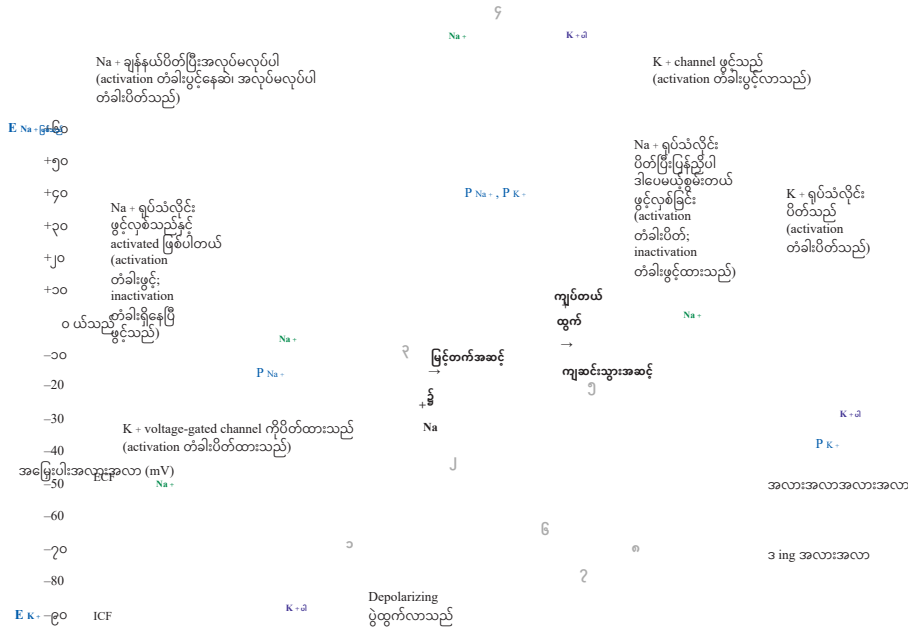 ၄
Na +
K +ခါ
Na + ချန်နယ်ပိတ်ပြီးအလုပ်မလုပ်ပါ
(activation တံခါးပွင့်နေဆဲ၊ အလုပ်မလုပ်ပါ
တံခါးပိတ်သည်)
K + channel ဖွင့်သည်
(activation တံခါးပွင့်လာသည်)
E Na +
+၅၀
+၄၀
+၃၀
+၂၀
+၁၀
၀ ယ်သည်
–၁၀
–20
–30
–40
–50
–60
–၇၀
–80
E K+ –၉၀
Na + ရုပ်သံလိုင်း
ဖွင့်လှစ်သည်နှင့်
activated ဖြစ်ပါတယ်
(activation
တံခါးဖွင့်;
inactivation
တံခါးရှိနေပြီ
ဖွင့်သည်)
P Na+ , P K+
Na + ရုပ်သံလိုင်း
ပိတ်ပြီးပြန်ညှိပါ
ဒါပေမယ့်စွမ်းတယ်
ဖွင့်လှစ်ခြင်း
(activation
တံခါးပိတ်;
inactivation
တံခါးဖွင့်ထားသည်)
K + ရုပ်သံလိုင်း
ပိတ်သည်
(activation
တံခါးပိတ်သည်)
ကျပ်တယ်
+
ထွက်
→
Na +
Na +
၃
မြင့်တက်အဆင့်
→
ကျဆင်းသွားအဆင့်
၅
P Na+
+
၌
Na
K +ခါ
K + voltage-gated channel ကိုပိတ်ထားသည်
(activation တံခါးပိတ်ထားသည်)
P K+
အမြှေးပါးအလားအလာ (mV)
ECF
Na +
၂
အလားအလာအလားအလာ
၁
၆
၈
ဒ ing အလားအလာ
၇
ICF
K +ခါ
Depolarizing
ပွဲထွက်လာသည်